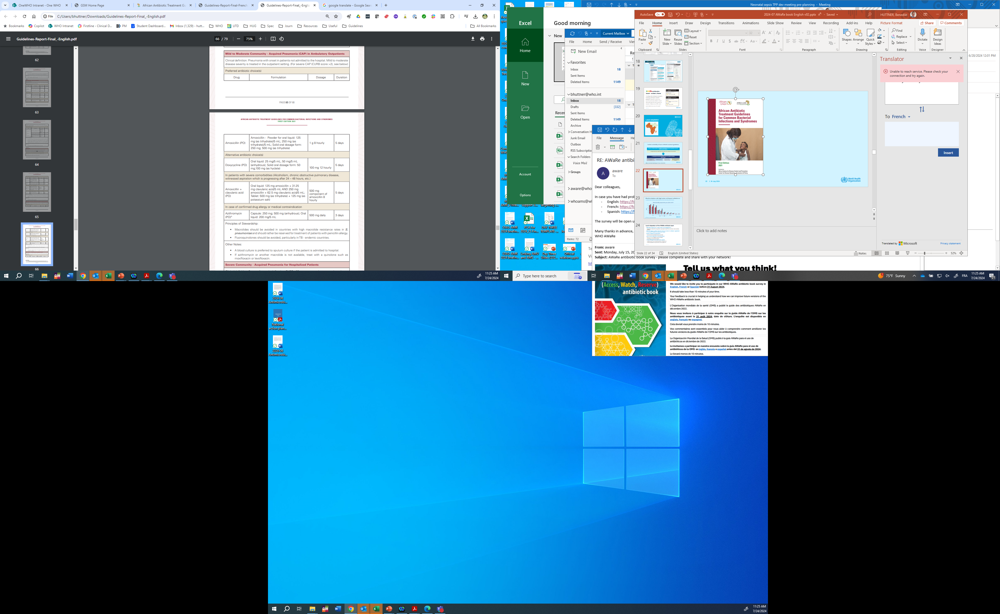 OneWHO Intranet - One WHO
GSM Home Page
African Antibiotic Treatment Gu
Guidelines-Report-Final-French
Guidelines-Report-Final_-Englis
google translate - Google Sear
File C:/Users/bhuttner/Downloads/Guidelines-Report-Final_-English.pdf
Bookmarks Copilot WHO Intranet Firstline - Clinical D... PM Student Dashboard... Inbox (1,329) - hutt... WHO UTD HUG Spec Journ Resources Useful Guidelines All Bookmarks
Guidelines-Report-Final_-English.pdf 66 / 79 75%
62
63
64
65
66
Mild to Moderate Community - Acquired Pneumonia (CAP) in Ambulatory Outpatients
Clinical definition: Pneumonia with onset in patients not admitted to the hospital. Mild to moderate
disease severity is treated in the outpatient setting. (For severe CAP (CURB score >2), see below)
Preferred antibiotic choice(s)
Drug Formulation Dosage Duration
PAGE 65 OF 80
AFRICAN ANTIBIOTIC TREATMENT GUIDELINES FOR COMMON BACTERIAL INFECTIONS AND SYNDROMES
FIRST EDITION 2021
Amoxicillin (PO)
Amoxicillin - Powder for oral liquid: 125
mg (as trihydrate)/5 mL; 250 mg (as
trihydrate)/5 mL; Solid oral dosage form:
250 mg; 500 mg (as trihydrate)
1 g 8 hourly
5 days
Alternative antibiotic choice(s)
Doxycycline (PO)
Oral liquid: 25 mg/5 mL; 50 mg/5 mL
(anhydrous); Solid oral dosage form: 50
mg;100 mg (as hyclate)
100 mg 12 hourly
5 days
In patients with severe comorbidities (Alcoholism, chronic obstructive pulmonary disease,
witnessed aspiration which is progressing after 24 – 48 hours, etc.)
Amoxicillin +
clavulanic acid
(PO)
Oral liquid: 125 mg amoxicillin + 31.25
mg clavulanic acid/5 mL AND 250 mg
amoxicillin + 62.5 mg clavulanic acid/5 mL;
Tablet: 500 mg (as trihydrate) + 125 mg (as
potassium salt)
500 mg
component of
amoxicillin 8
hourly
5 days
In case of confirmed drug allergy or medical contraindication
Azithromycin
(PO)*
Capsule: 250 mg; 500 mg (anhydrous); Oral
liquid: 200 mg/5 mL
500 mg daily
3 days
Principles of Stewardship:
• Macrolides should be avoided in countries with high macrolide resistance rates in S.
pneumoniae and should rather be reserved for treatment of patients with penicillin allergy.
• Fluoroquinolones should be avoided, particularly in TB - endemic countries.
Other Notes:
• A blood culture is preferred to sputum culture if the patient is admitted to hospital.
• If azithromycin or another macrolide is not available, treat with a quinolone such as
moxifloxacin or levofloxacin.
Severe Community - Acquired Pneumonia for Hospitalized Patients
11:25 AM
7/24/2024
Neonatal sepsis TPP dev meeting pre-planning - Meeting
6/28/2024 12:01 PM
Excel
Home
New
Open
Account
Options
Good morning
New
Recen
Current Mailbox
File Home Send / Receive Vie
New Email
Favorites
Inbox 18
Sent Items
Deleted Items 1149
bhuttner@who.int
Inbox 18
Drafts [332]
Sent Items
Deleted Items 1149
Archive
Conversation H
Junk Email
Outbox
RSS Subscriptio
Search Folders
Voice Mail
Groups
aware@who
whoams@wl
Items: 72
File Message He
RE: AWaRe antibi
A
aware
To
Dear colleagues,
In case you have had prob
- English: https://fo
- French: https://fo
- Spanish: https://f
The survey will be open u
Many thanks in advance,
WHO AWaRe
From: aware
Sent: Monday, July 15, 20
Subject: AWaRe antibiotic book survey - please complete and share with your network!
Tell us what you think!
AutoSave On
2024-07 AWaRe book English v02.pptx - Saved
HUTTNER, Benedikt
File Home Insert Draw Design Transitions Animations Slide Show Review View Recording Add-ins Help Picture Format Share Comments
Paste
New Slide
Reuse Slides
Layout
Reset
Section
Shapes Arrange Quick Styles
Find
Replace
Select
Dictate
Design Ideas
Clipboard Slides Font Paragraph Drawing Editing Voice Designer
18
19
20
Local adaptation
21
22
23
24
African Union
AFRICA CDC
African Antibiotic
Treatment Guidelines
for Common Bacterial
Infections and Syndromes
First Edition
2021
22 24 July 2024
World Health
Organization
Click to add notes
Slide 22 of 34 English (United States) Notes 52%
Translator
Unable to reach service. Please check your
connection and try again.
To French
Insert
Translated by Microsoft Privacy statement
STAG-AMR
2024 briefin...
PCA for
2024_25 Fin...
DAY THREE
TEMPLATE-...
STAG-AMR
2024 briefin...
Linking AMU
and AMS - ...
Day Three
Slides (202...
Official
relations.pptx
Type here to search
75°F Sunny
FRA
11:25 AM
7/24/2024
21
(Access, Watch, Reserve)
antibiotic book
We would like to invite you to participate in our WHO AWaRe antibiotic book survey in
English, French or Spanish before 31 August 2024.
It should take less than 10 minutes of your time.
Your feedback is crucial in helping us understand how we can improve future versions of the
WHO AWaRe antibiotic book.
L'Organisation mondiale de la santé (OMS) a publié le guide des antibiotiques AWaRe en
décembre 2022.
Nous vous invitons à participer à notre enquête sur le guide AWaRe de l'OMS sur les
antibiotiques avant le 31 août 2024, date de clôture. L'enquête est disponible en
anglais, français ou espagnol.
Cela devrait vous prendre moins de 10 minutes.
Vos commentaires sont essentiels pour nous aider à comprendre comment améliorer les
futures versions du guide AWaRe de l'OMS sur les antibiotiques.
La Organización Mundial de la Salud (OMS) publicó la guía AWaRe para el uso de
antibióticos en diciembre de 2022.
Le invitamos a participar en nuestra encuesta sobre la guía AWaRe para el uso de
antibióticos de la OMS en inglés, francés o español antes del 31 de agosto de 2024.
Le llevará menos de 10 minutos.
2024-06
Antimicrobi...
National
action plan...
2024-06
Antimicrobi...
11:25 AM
7/24/2024